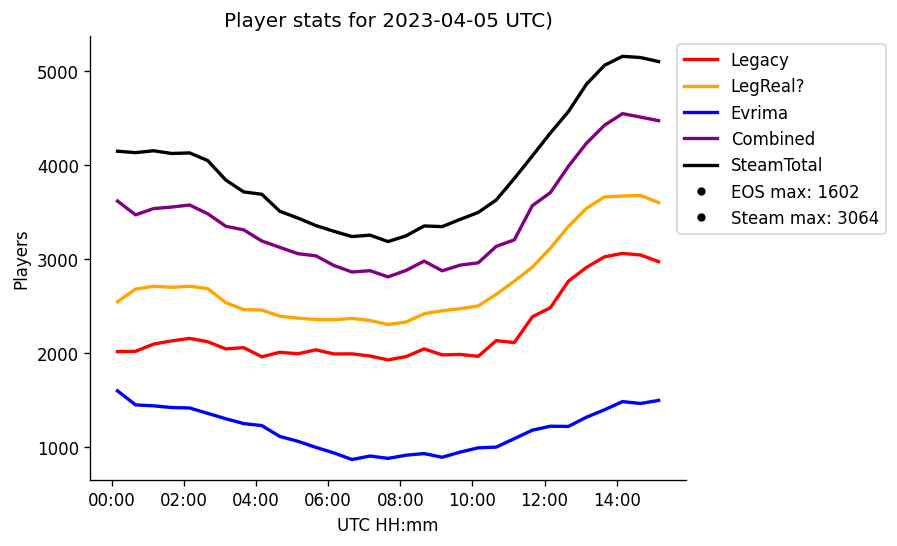 Player stats for 2023-04-05 UTC)
Players
5000
4000
3000
2000
1000
00:00 02:00 04:00 06:00 08:00 10:00 12:00 14:00
UTC HH:mm
Legacy
LegReal?
Evrima
Combined
SteamTotal
EOS max: 1602
Steam max: 3064